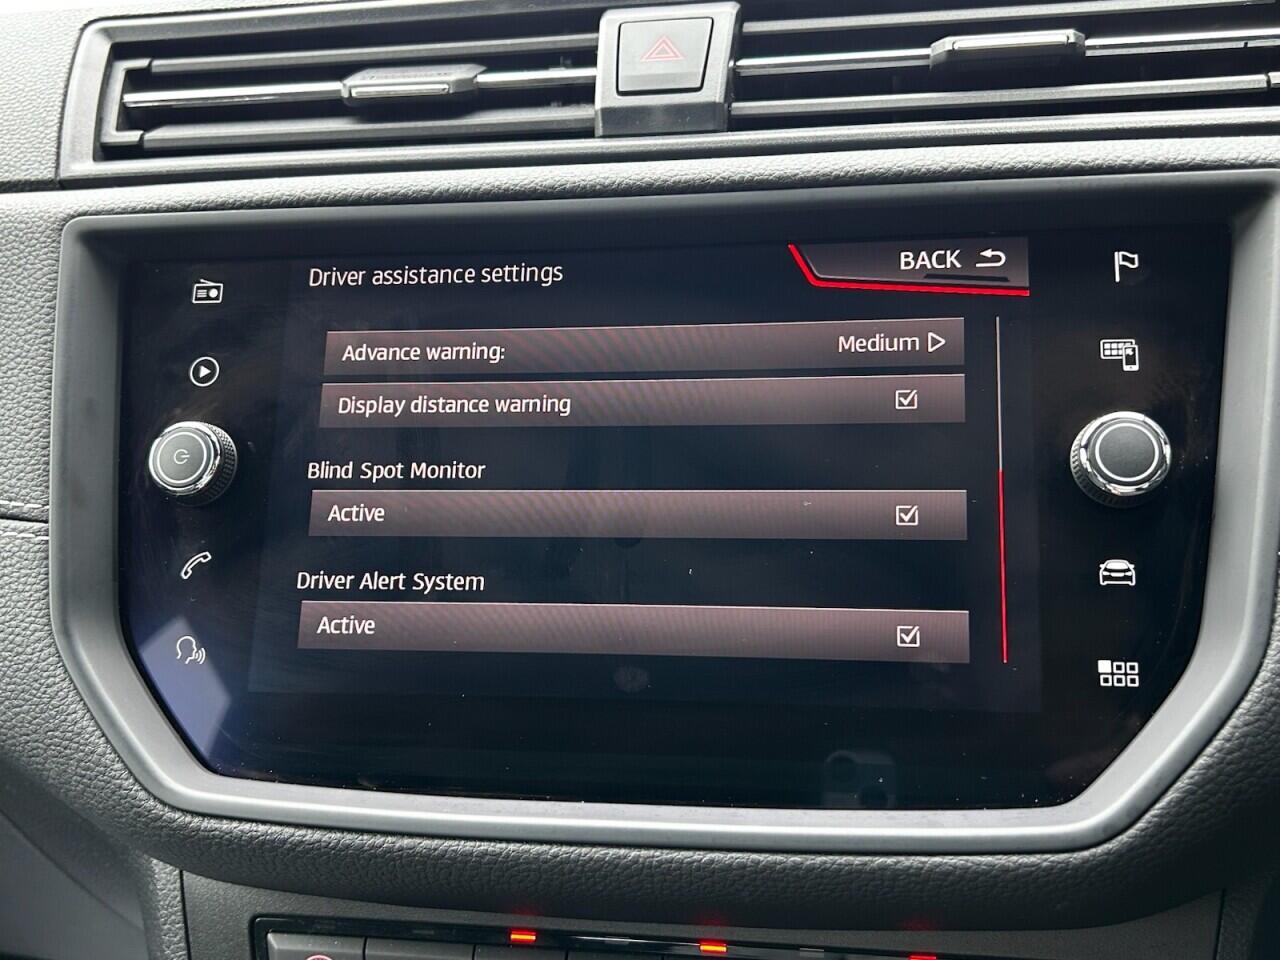 Driver assistance settings
BACK
Advance warning:
Medium
Display distance warning
Blind Spot Monitor
Active
Driver Alert System
Active